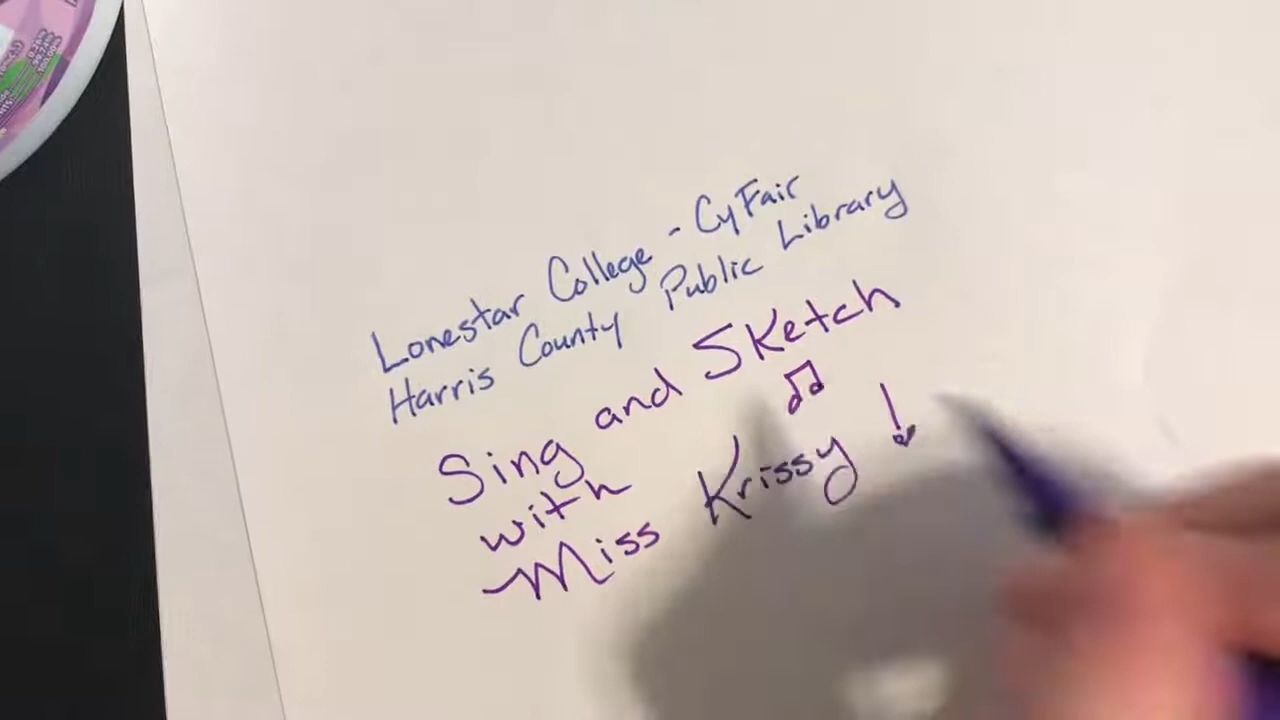 Lonestar College - CyFair
Harris County Public Library
Sing and Sketch
with
Miss Krissy!